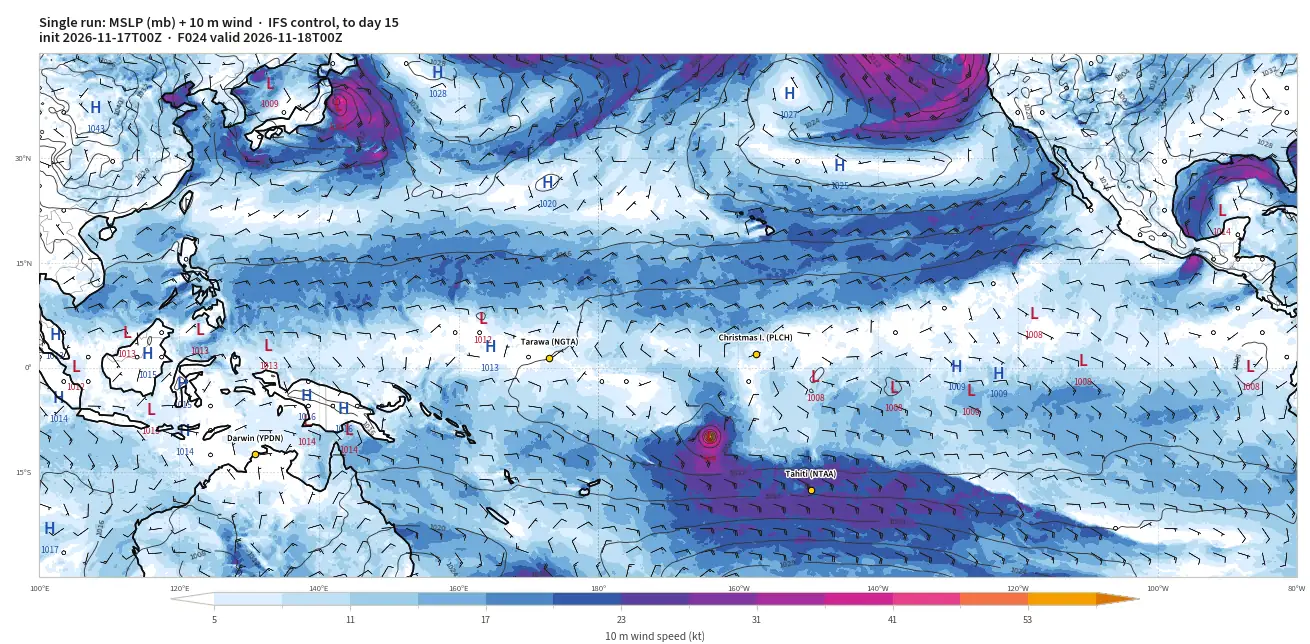 Single run: MSLP (mb) + 10 m wind · IFS control, to day 15
init 2026-11-17T00Z · F024 valid 2026-11-18T00Z
H 1043
L 1009
H 1028
H 1027
H 1025
H 1020
L 1014
1032
1028
30°N
15°N
0°
15°S
H
L 1013
H 1015
L 1013
L 1013
L
H 1013
Tarawa (NGTA)
Christmas I. (PLCH)
L 1008
L 1008
H 1009
H 1009
L 1008
L 1008
L
H 1014
L
H 1016
H
L 1014
L 1014
H 1014
Darwin (YPDN)
Tahiti (NTAA)
H 1017
1016
1008
1020
100°E
120°E
140°E
160°E
180°
160°W
140°W
120°W
100°W
80°W
5
11
17
23
31
41
53
10 m wind speed (kt)